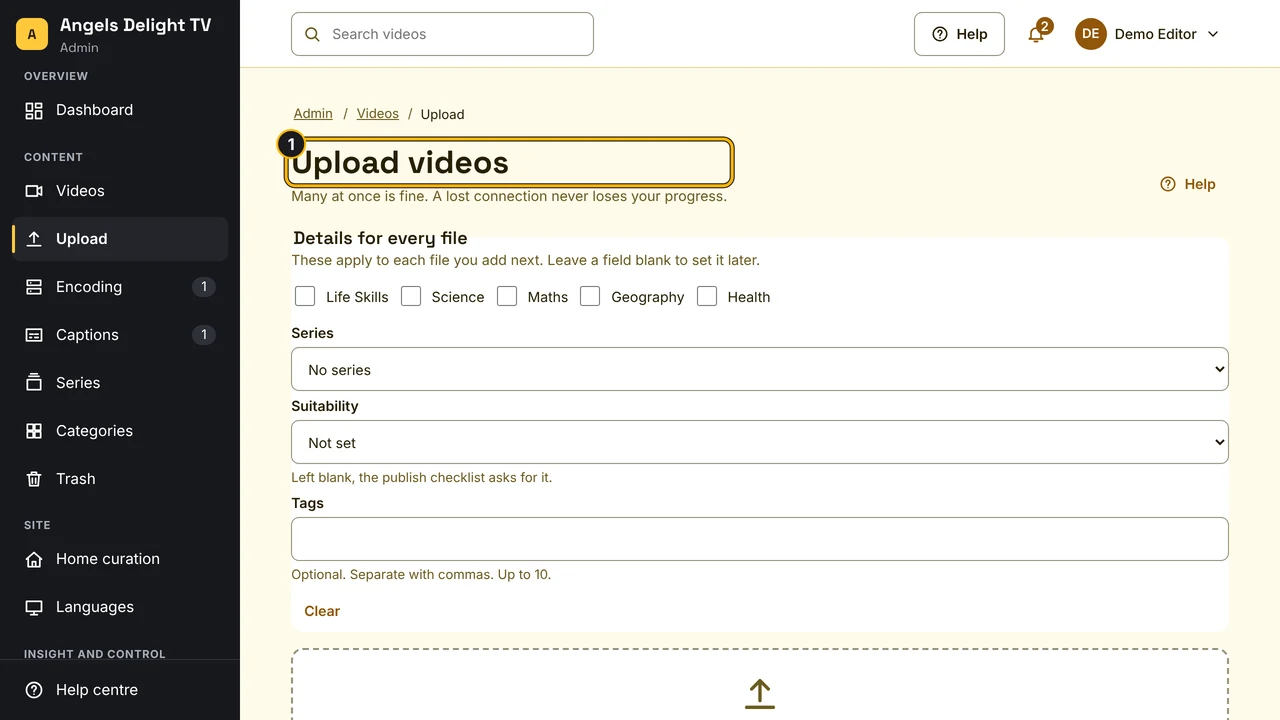 A
Angels Delight TV
Admin
OVERVIEW
Dashboard
CONTENT
Videos
Upload
Encoding 1
Captions 1
Series
Categories
Trash
SITE
Home curation
Languages
INSIGHT AND CONTROL
Help centre
Search videos
Help
2
DE Demo Editor
Admin / Videos / Upload
1
Upload videos
Many at once is fine. A lost connection never loses your progress.
Help
Details for every file
These apply to each file you add next. Leave a field blank to set it later.
Life Skills Science Maths Geography Health
Series
No series
Suitability
Not set
Left blank, the publish checklist asks for it.
Tags
Optional. Separate with commas. Up to 10.
Clear